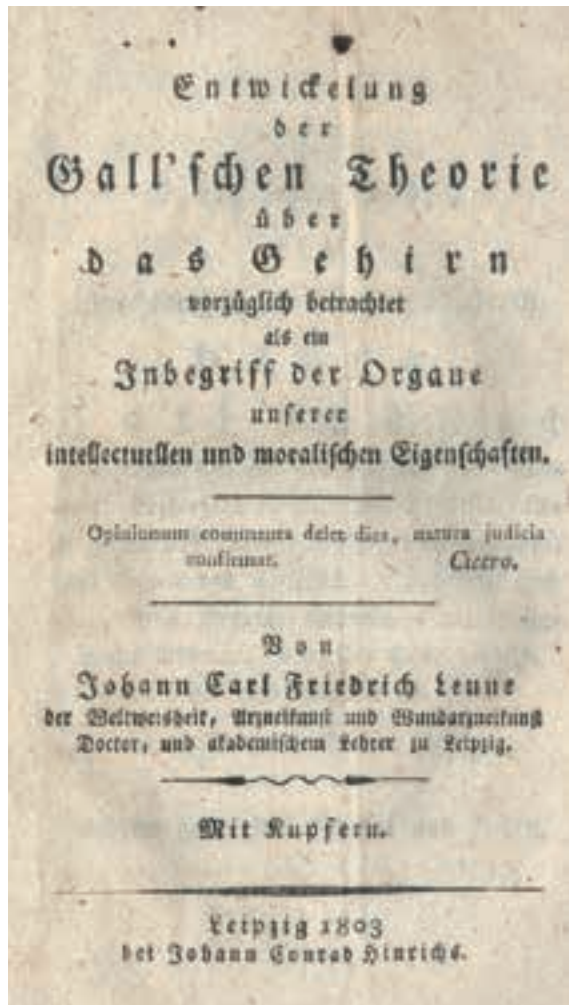 Entwickelung
der
Gall'schen Theorie
über
das Gehirn
vorzüglich betrachtet
als ein
Inbegriff der Organe
unserer
intellectuellen und moralischen Eigenschaften.
Opinionum commenta delet dies, natura judicia
confirmat. Cicero.
Von
Johann Carl Friedrich Leune
der Weltweisheit, Arzneikunst und Wundarzneikunst
Doctor, und akademischem Lehrer zu Leipzig.
Mit Kupfern.
Leipzig 1803
bei Johann Conrad Hinrichs.